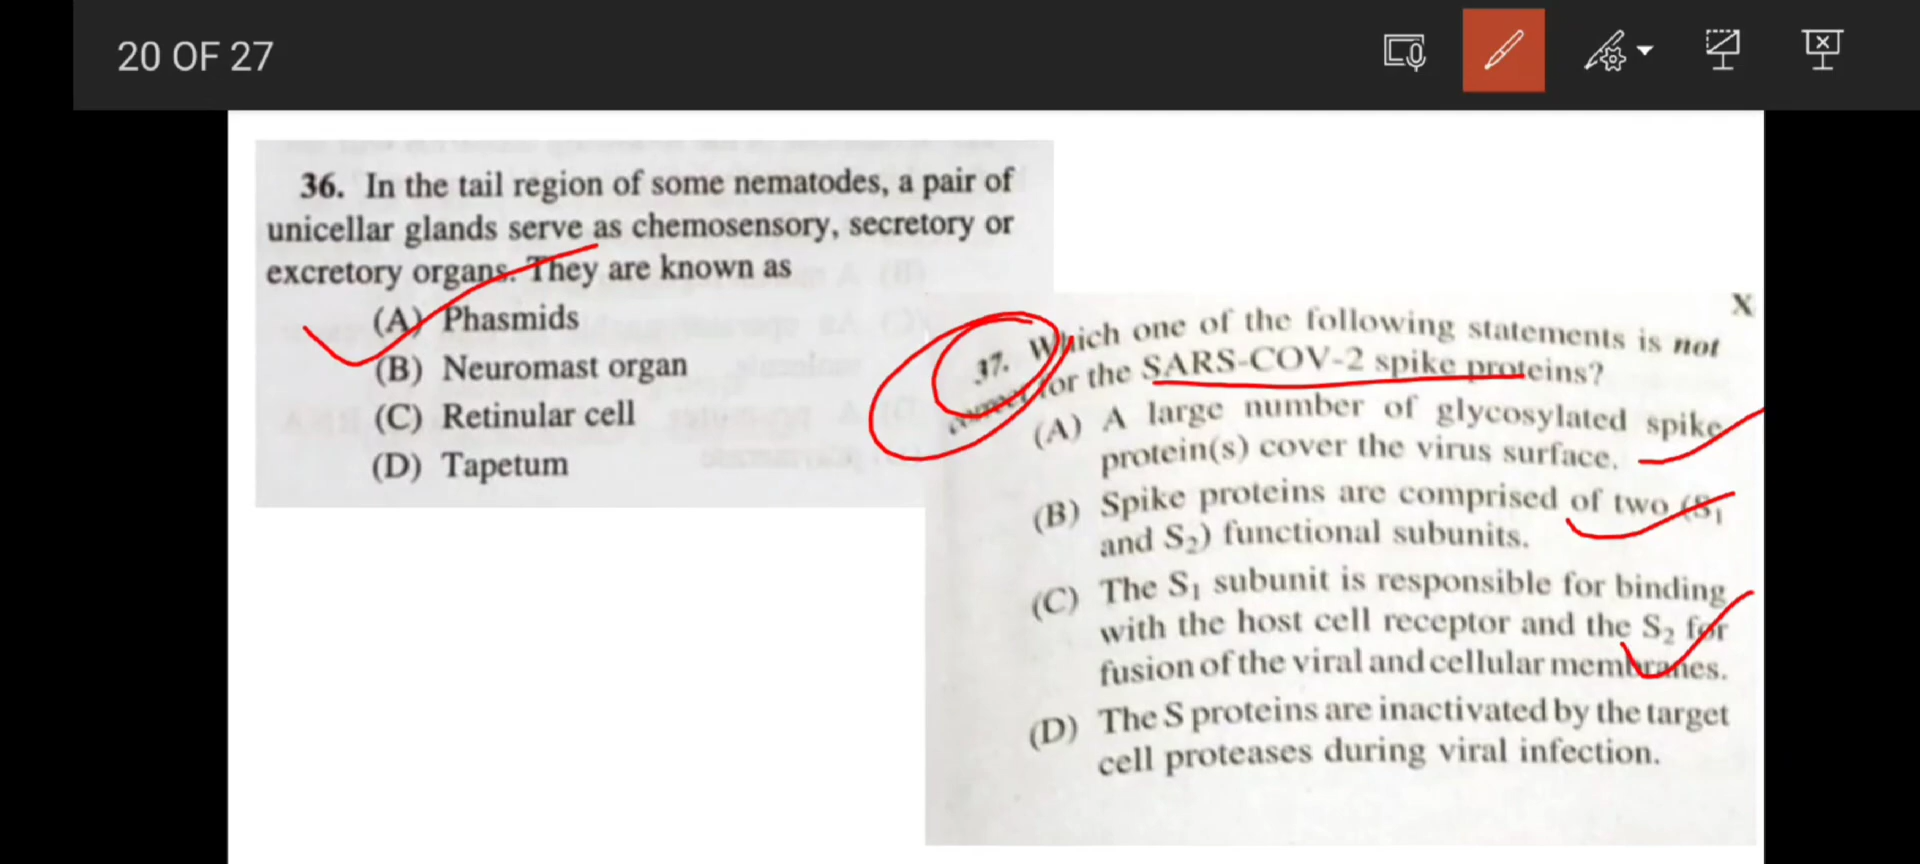 20 OF 27
36. In the tail region of some nematodes, a pair of
unicellar glands serve as chemosensory, secretory or
excretory organs. They are known as
(A) Phasmids
(B) Neuromast organ
(C) Retinular cell
(D) Tapetum
X
37. Which one of the following statements is not
correct for the SARS-COV-2 spike proteins?
(A) A large number of glycosylated spike
protein(s) cover the virus surface.
(B) Spike proteins are comprised of two (S1
and S2) functional subunits.
(C) The S1 subunit is responsible for binding
with the host cell receptor and the S2 for
fusion of the viral and cellular membranes.
(D) The S proteins are inactivated by the target
cell proteases during viral infection.